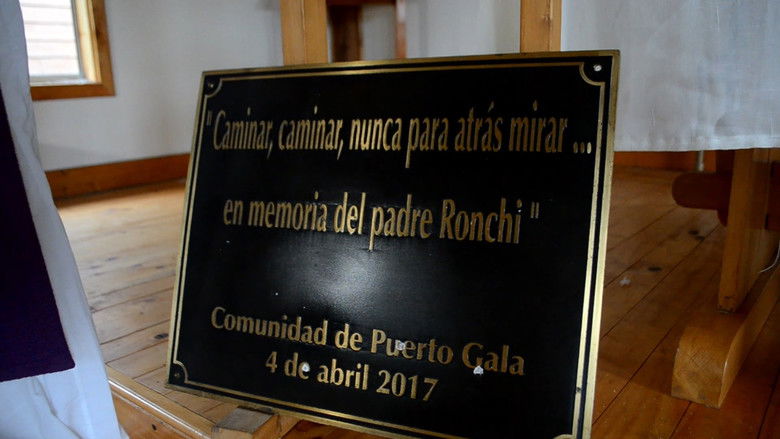 " Caminar, caminar, nunca para atrás mirar ...
en memoria del padre Ronchi "
Comunidad de Puerto Gala
4 de abril 2017